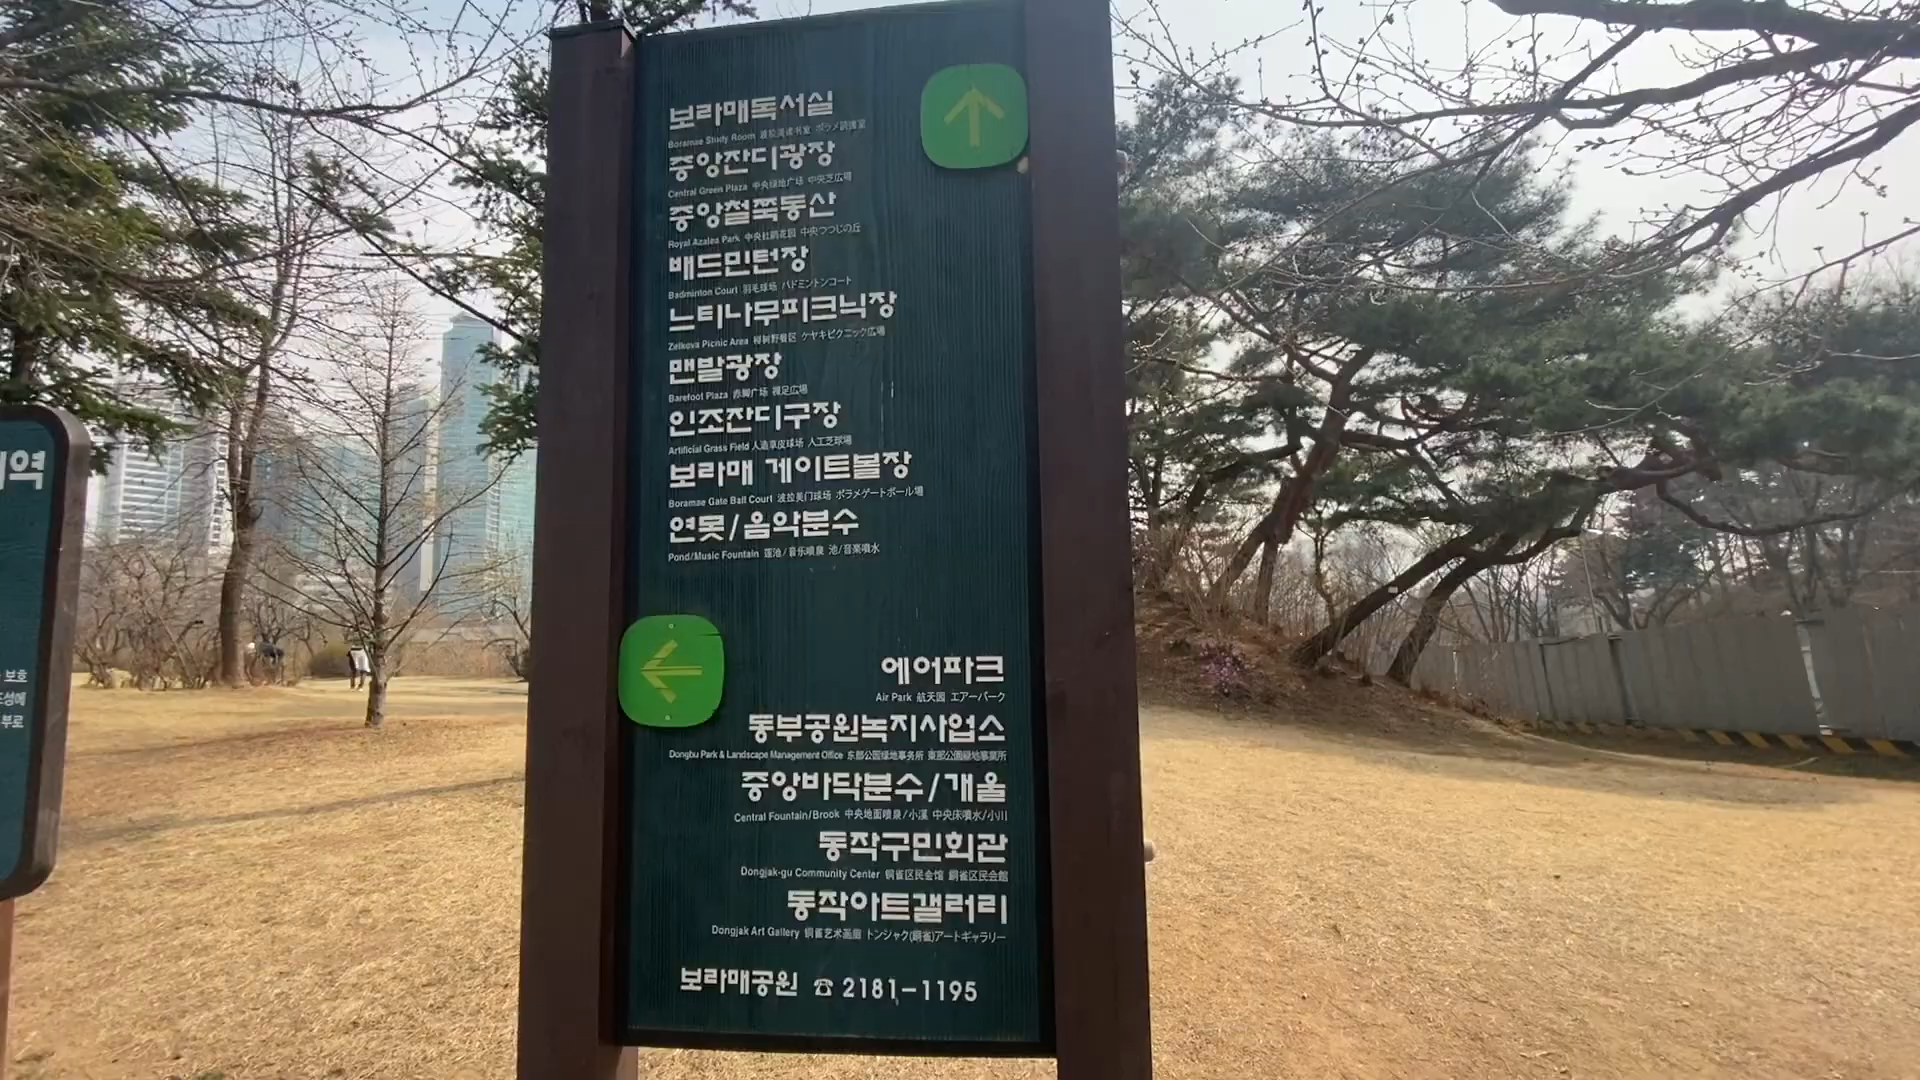 보라매독서실
Boramae Study Room 波拉美读书室 ボラメ読書室
중앙잔디광장
Central Green Plaza 中央绿地广场 中央芝広場
중앙철쭉동산
Royal Azalea Park 中央杜鹃花园 中央つつじの丘
배드민턴장
Badminton Court 羽毛球场 バドミントンコート
느티나무피크닉장
Zelkova Picnic Area 榉树野餐区 ケヤキピクニック広場
맨발광장
Barefoot Plaza 赤脚广场 裸足広場
인조잔디구장
Artificial Grass Field 人造草皮球场 人工芝球場
보라매 게이트볼장
Boramae Gate Ball Court 波拉美门球场 ボラメゲートボール場
연못/음악분수
Pond/Music Fountain 莲池/音乐喷泉 池/音楽噴水
에어파크
Air Park 航天园 エアーパーク
동부공원녹지사업소
Dongbu Park & Landscape Management Office 东部公园绿地事务所 東部公園緑地事業所
중앙바닥분수/개울
Central Fountain/Brook 中央地面喷泉/小溪 中央床噴水/小川
동작구민회관
Dongjak-gu Community Center 铜雀区民会馆 銅雀区民会館
동작아트갤러리
Dongjak Art Gallery 铜雀艺术画廊 トンジャク(銅雀)アートギャラリー
보라매공원 ☎ 2181-1195
역
보호
부로